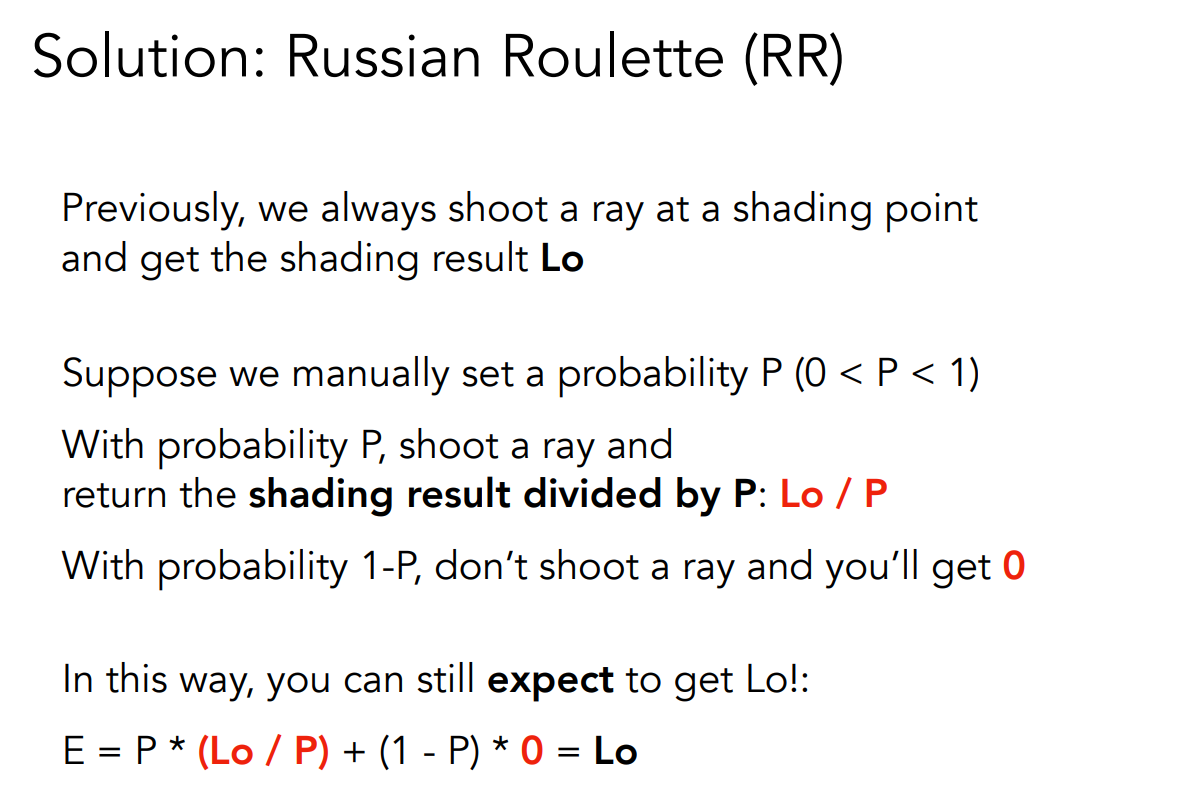 Solution: Russian Roulette (RR)
Previously, we always shoot a ray at a shading point
and get the shading result Lo
Suppose we manually set a probability P (0 < P < 1)
With probability P, shoot a ray and
return the shading result divided by P: Lo / P
With probability 1-P, don’t shoot a ray and you’ll get 0
In this way, you can still expect to get Lo!:
E = P * (Lo / P) + (1 - P) * 0 = Lo